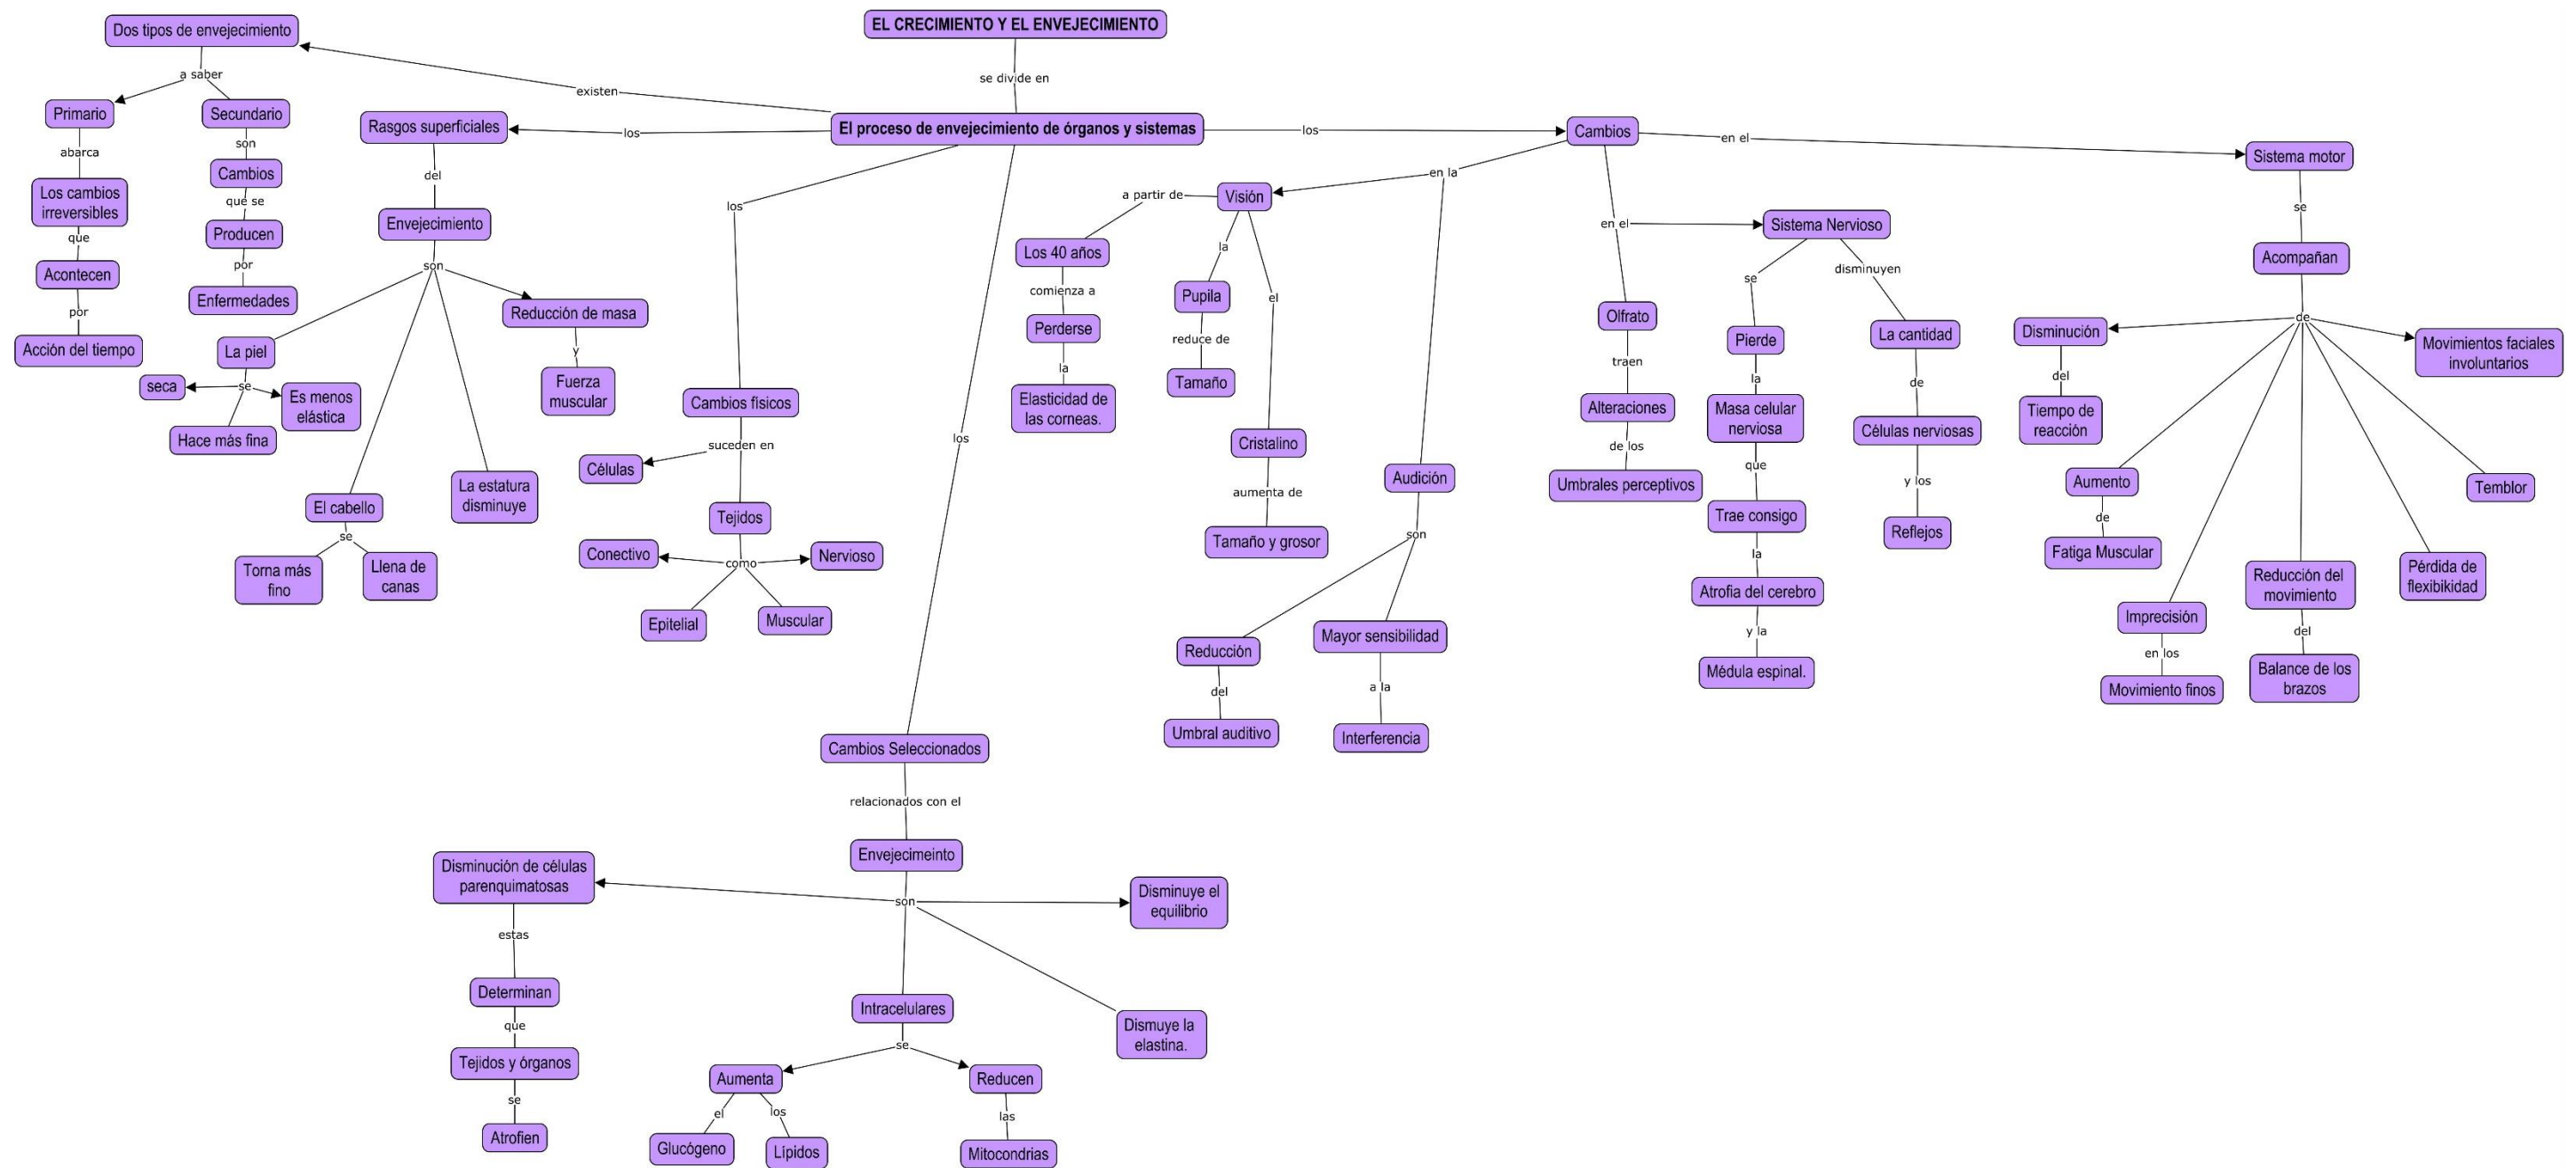 EL CRECIMIENTO Y EL ENVEJECIMIENTO
se divide en
El proceso de envejecimiento de órganos y sistemas
existen
Dos tipos de envejecimiento
a saber
Primario
abarca
Los cambios
irreversibles
que
Acontecen
por
Acción del tiempo
Secundario
son
Cambios
que se
Producen
por
Enfermedades
los
Rasgos superficiales
del
Envejecimiento
son
La piel
se
seca
Hace más fina
Es menos
elástica
El cabello
se
Torna más
fino
Llena de
canas
La estatura
disminuye
Reducción de masa
y
Fuerza
muscular
los
Cambios físicos
suceden en
Células
Tejidos
como
Conectivo
Epitelial
Muscular
Nervioso
los
Cambios Seleccionados
relacionados con el
Envejecimeinto
son
Disminución de células
parenquimatosas
estas
Determinan
que
Tejidos y órganos
se
Atrofien
Intracelulares
se
Aumenta
el
Glucógeno
los
Lípidos
Reducen
las
Mitocondrias
Dismuye la
elastina.
Disminuye el
equilibrio
los
Cambios
en la
Visión
a partir de
Los 40 años
comienza a
Perderse
la
Elasticidad de
las corneas.
la
Pupila
reduce de
Tamaño
el
Cristalino
aumenta de
Tamaño y grosor
Audición
son
Reducción
del
Umbral auditivo
Mayor sensibilidad
a la
Interferencia
en el
Olfrato
traen
Alteraciones
de los
Umbrales perceptivos
Sistema Nervioso
se
Pierde
la
Masa celular
nerviosa
que
Trae consigo
la
Atrofia del cerebro
y la
Médula espinal.
disminuyen
La cantidad
de
Células nerviosas
y los
Reflejos
en el
Sistema motor
se
Acompañan
de
Disminución
del
Tiempo de
reacción
Aumento
de
Fatiga Muscular
Imprecisión
en los
Movimiento finos
Reducción del
movimiento
del
Balance de los
brazos
Pérdida de
flexibikidad
Temblor
Movimientos faciales
involuntarios